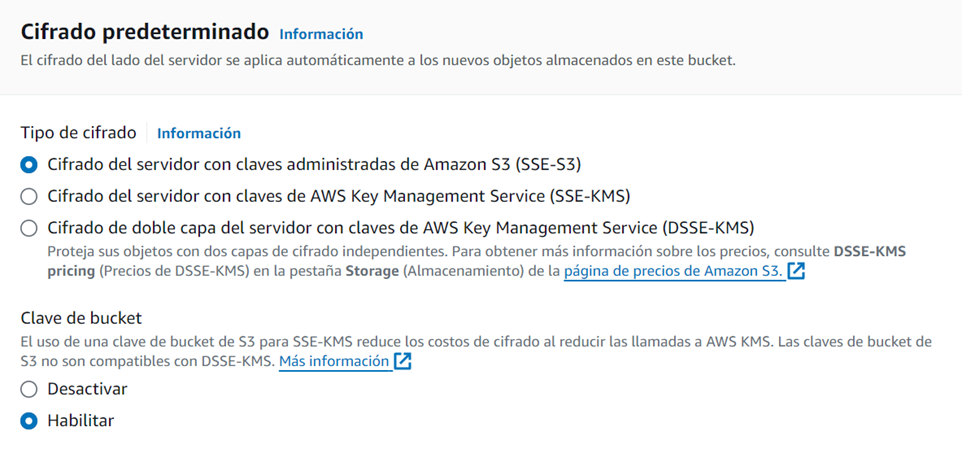 Cifrado predeterminado Información
El cifrado del lado del servidor se aplica automáticamente a los nuevos objetos almacenados en este bucket.
Tipo de cifrado Información
Cifrado del servidor con claves administradas de Amazon S3 (SSE-S3)
Cifrado del servidor con claves de AWS Key Management Service (SSE-KMS)
Cifrado de doble capa del servidor con claves de AWS Key Management Service (DSSE-KMS)
Proteja sus objetos con dos capas de cifrado independientes. Para obtener más información sobre los precios, consulte DSSE-KMS
pricing (Precios de DSSE-KMS) en la pestaña Storage (Almacenamiento) de la página de precios de Amazon S3.
Clave de bucket
El uso de una clave de bucket de S3 para SSE-KMS reduce los costos de cifrado al reducir las llamadas a AWS KMS. Las claves de bucket de
S3 no son compatibles con DSSE-KMS. Más información
Desactivar
Habilitar